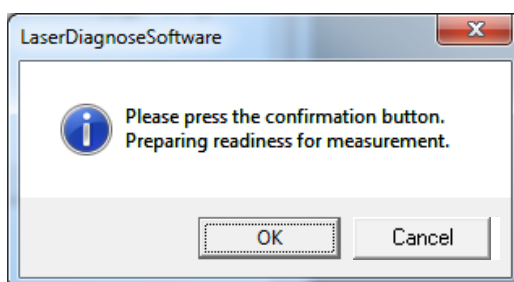 LaserDiagnoseSoftware
Please press the confirmation button.
Preparing readiness for measurement.
OK
Cancel